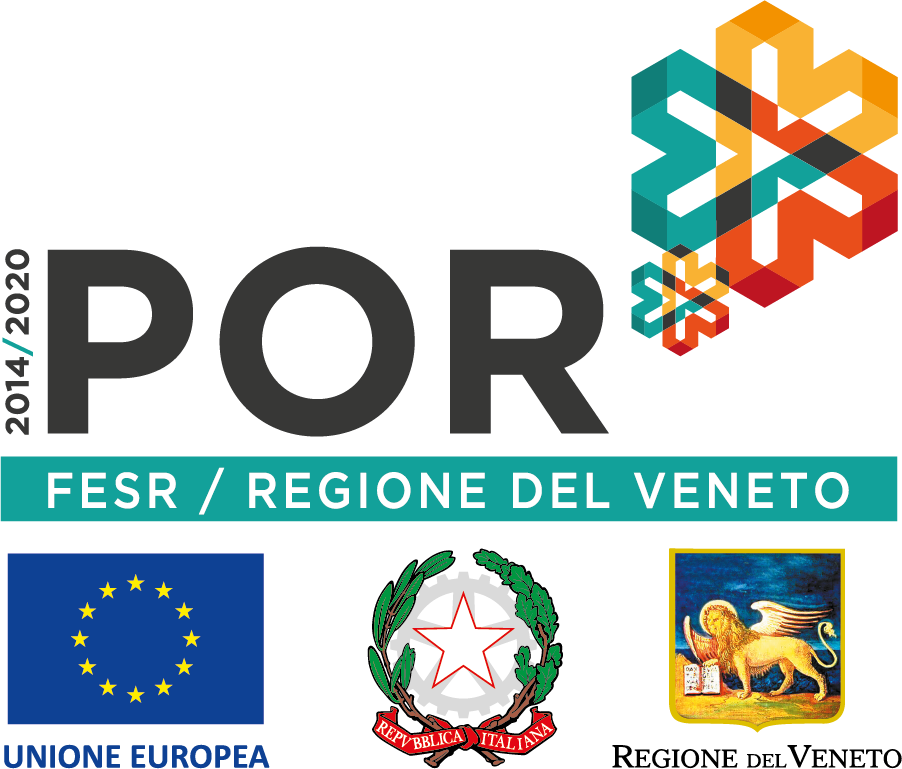 2014/2020
POR
FESR / REGIONE DEL VENETO
REPVBBLICA ITALIANA
UNIONE EUROPEA
REGIONE DEL VENETO